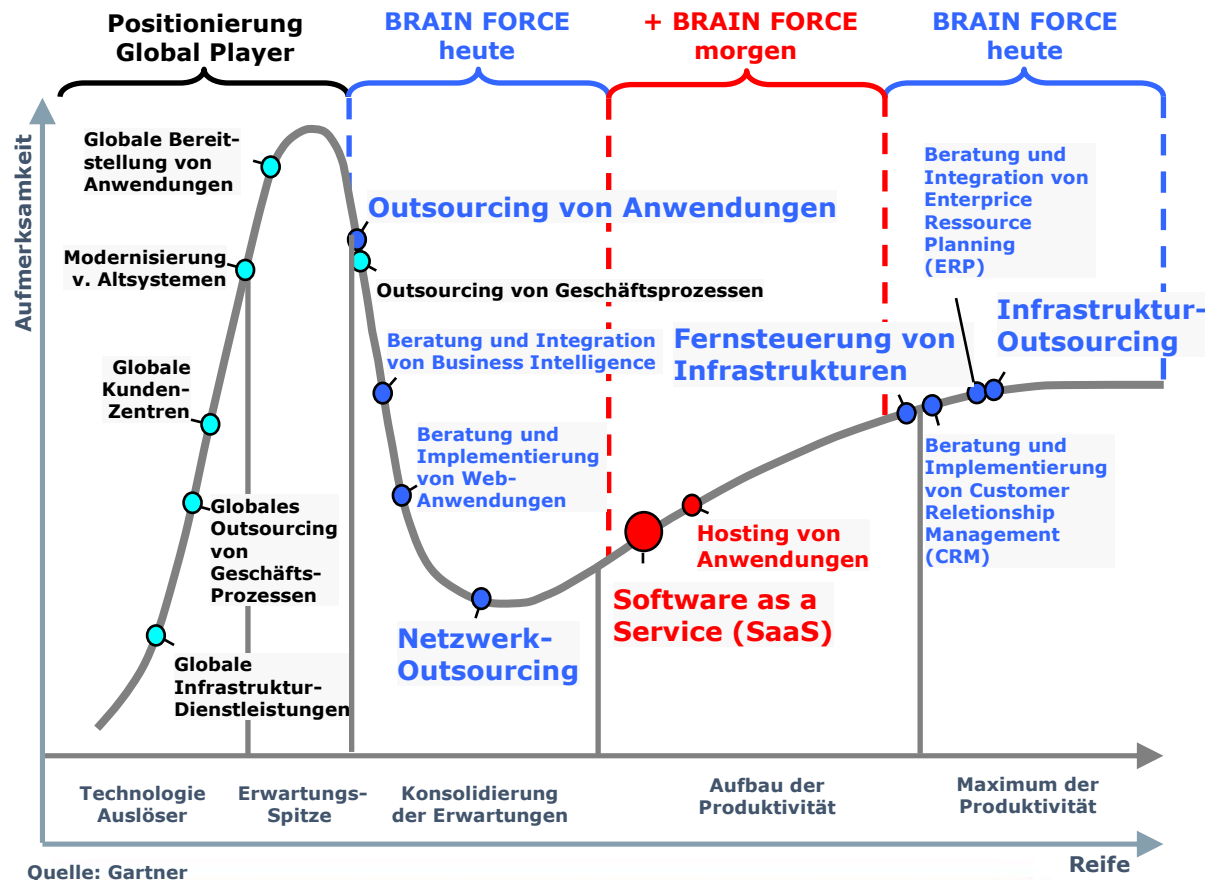 Positionierung
Global Player
BRAIN FORCE
heute
+ BRAIN FORCE
morgen
BRAIN FORCE
heute
Aufmerksamkeit
Globale Bereit-
stellung von
Anwendungen
Modernisierung
v. Altsystemen
Globale
Kunden-
Zentren
Globales
Outsourcing
von
Geschäfts-
Prozessen
Globale
Infrastruktur-
Dienstleistungen
Outsourcing von Anwendungen
Outsourcing von Geschäftsprozessen
Beratung und Integration
von Business Intelligence
Beratung und
Implementierung
von Web-
Anwendungen
Netzwerk-
Outsourcing
Software as a
Service (SaaS)
Hosting von
Anwendungen
Fernsteuerung von
Infrastrukturen
Beratung und
Integration von
Enterprice
Ressource
Planning
(ERP)
Infrastruktur-
Outsourcing
Beratung und
Implementierung
von Customer
Reletionship
Management
(CRM)
Technologie
Auslöser
Erwartungs-
Spitze
Konsolidierung
der Erwartungen
Aufbau der
Produktivität
Maximum der
Produktivität
Reife
Quelle: Gartner